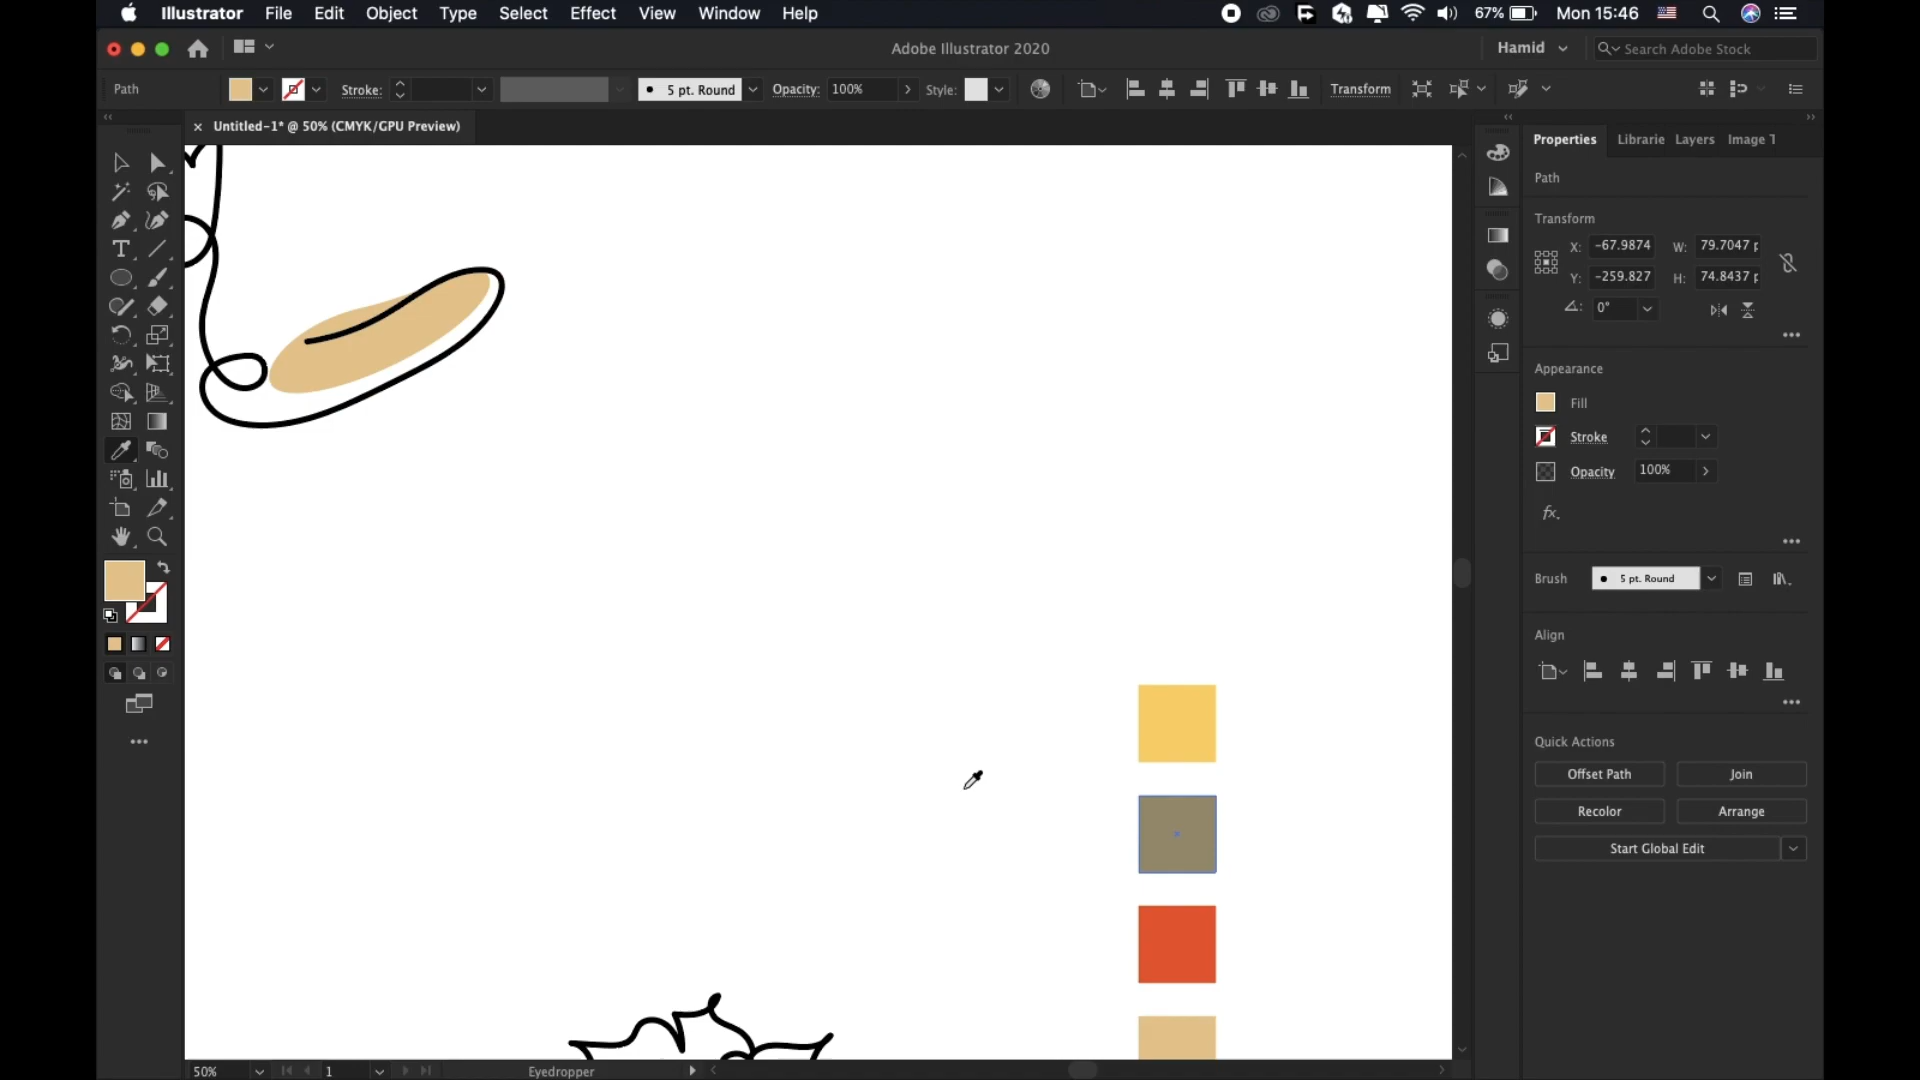 Illustrator File Edit Object Type Select Effect View Window Help 67% Mon 15:46
Adobe Illustrator 2020 Hamid Search Adobe Stock
Path Stroke: 5 pt. Round Opacity: 100% Style: Transform
× Untitled-1* @ 50% (CMYK/GPU Preview)
Properties Librarie Layers Image T
Path
Transform
X: -67.9874 W: 79.7047 p
Y: -259.827 H: 74.8437 p
0°
Appearance
Fill
Stroke
Opacity 100%
fx.
Brush 5 pt. Round
Align
Quick Actions
Offset Path Join
Recolor Arrange
Start Global Edit
50% 1 Eyedropper